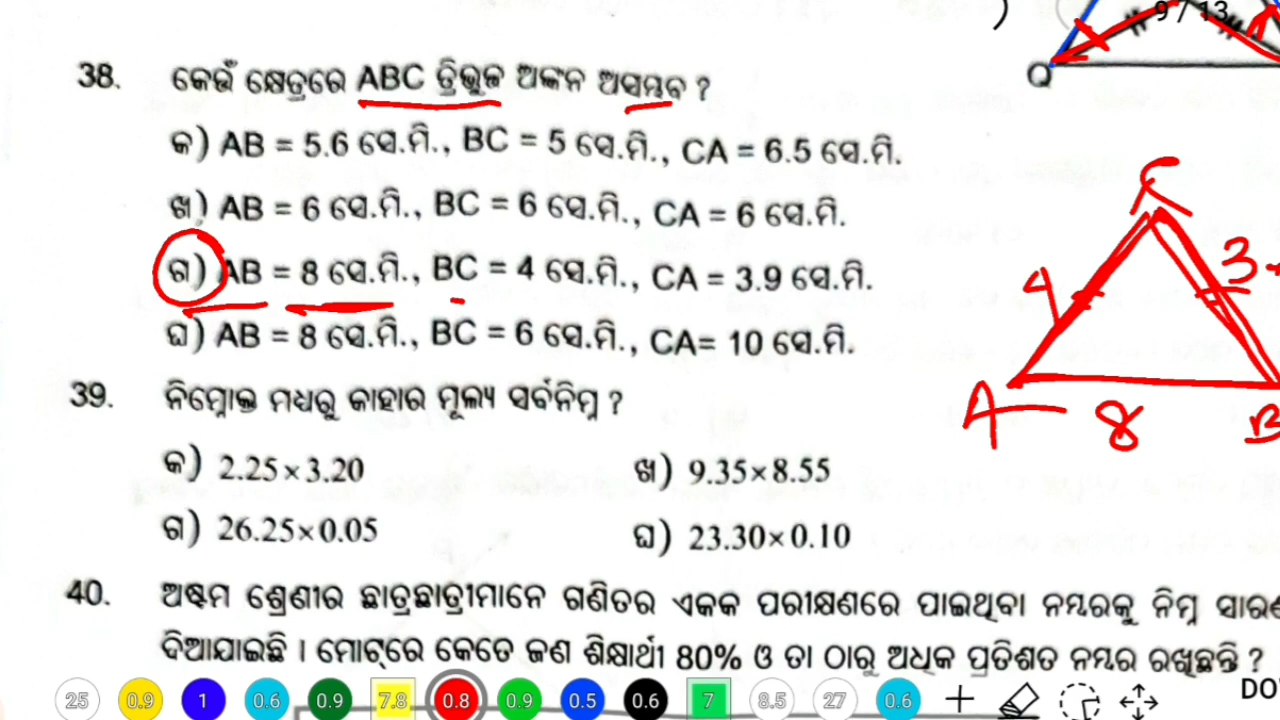 9 / 13
)
Q
38. କେଉଁ କ୍ଷେତ୍ରରେ ABC ତ୍ରିଭୁଜ ଅଙ୍କନ ଅସମ୍ଭବ ?
କ) AB = 5.6 ସେ.ମି., BC = 5 ସେ.ମି., CA = 6.5 ସେ.ମି.
ଖ) AB = 6 ସେ.ମି., BC = 6 ସେ.ମି., CA = 6 ସେ.ମି.
ଗ) AB = 8 ସେ.ମି., BC = 4 ସେ.ମି., CA = 3.9 ସେ.ମି.
ଘ) AB = 8 ସେ.ମି., BC = 6 ସେ.ମି., CA= 10 ସେ.ମି.
C
4 3.
A 8 B
39. ନିମ୍ନୋକ୍ତ ମଧ୍ୟରୁ କାହାର ମୂଲ୍ୟ ସର୍ବନିମ୍ନ ?
କ) 2.25×3.20 ଖ) 9.35×8.55
ଗ) 26.25×0.05 ଘ) 23.30×0.10
40. ଅଷ୍ଟମ ଶ୍ରେଣୀର ଛାତ୍ରଛାତ୍ରୀମାନେ ଗଣିତର ଏକକ ପରୀକ୍ଷଣରେ ପାଇଥିବା ନମ୍ବରକୁ ନିମ୍ନ
ଦିଆଯାଇଛି । ମୋଟ୍‌ରେ କେତେ ଜଣ ଶିକ୍ଷାର୍ଥୀ 80% ଓ ତା ଠାରୁ ଅଧିକ ପ୍ରତିଶତ ନମ୍ବର ରଖିଛନ୍ତି ?
25 0.9 1 0.6 0.9 7.8 0.8 0.9 0.5 0.6 7 8.5 27 0.6